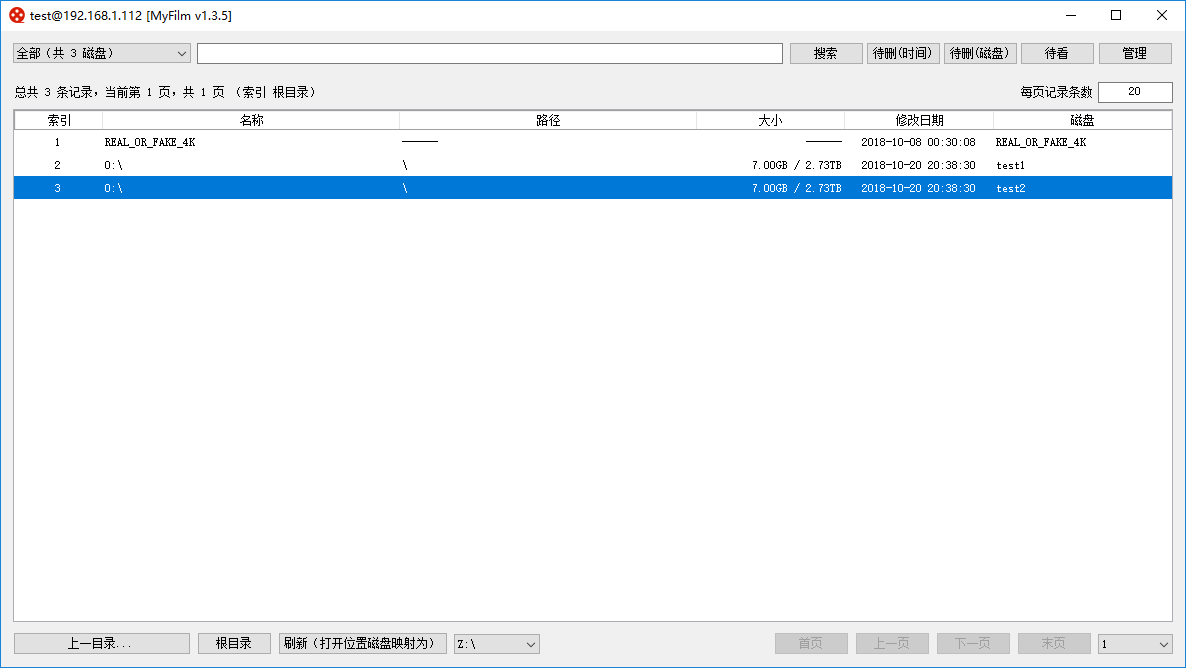 test@192.168.1.112 [MyFilm v1.3.5]
全部（共 3 磁盘） 搜索 待删(时间) 待删(磁盘) 待看 管理
总共 3 条记录，当前第 1 页，共 1 页 （索引 根目录） 每页记录条数 20
索引 名称 路径 大小 修改日期 磁盘
1 REAL_OR_FAKE_4K ------ ------ 2018-10-08 00:30:08 REAL_OR_FAKE_4K
2 O:\ \ 7.00GB / 2.73TB 2018-10-20 20:38:30 test1
3 O:\ \ 7.00GB / 2.73TB 2018-10-20 20:38:30 test2
上一目录... 根目录 刷新（打开位置磁盘映射为） Z:\ 首页 上一页 下一页 末页 1